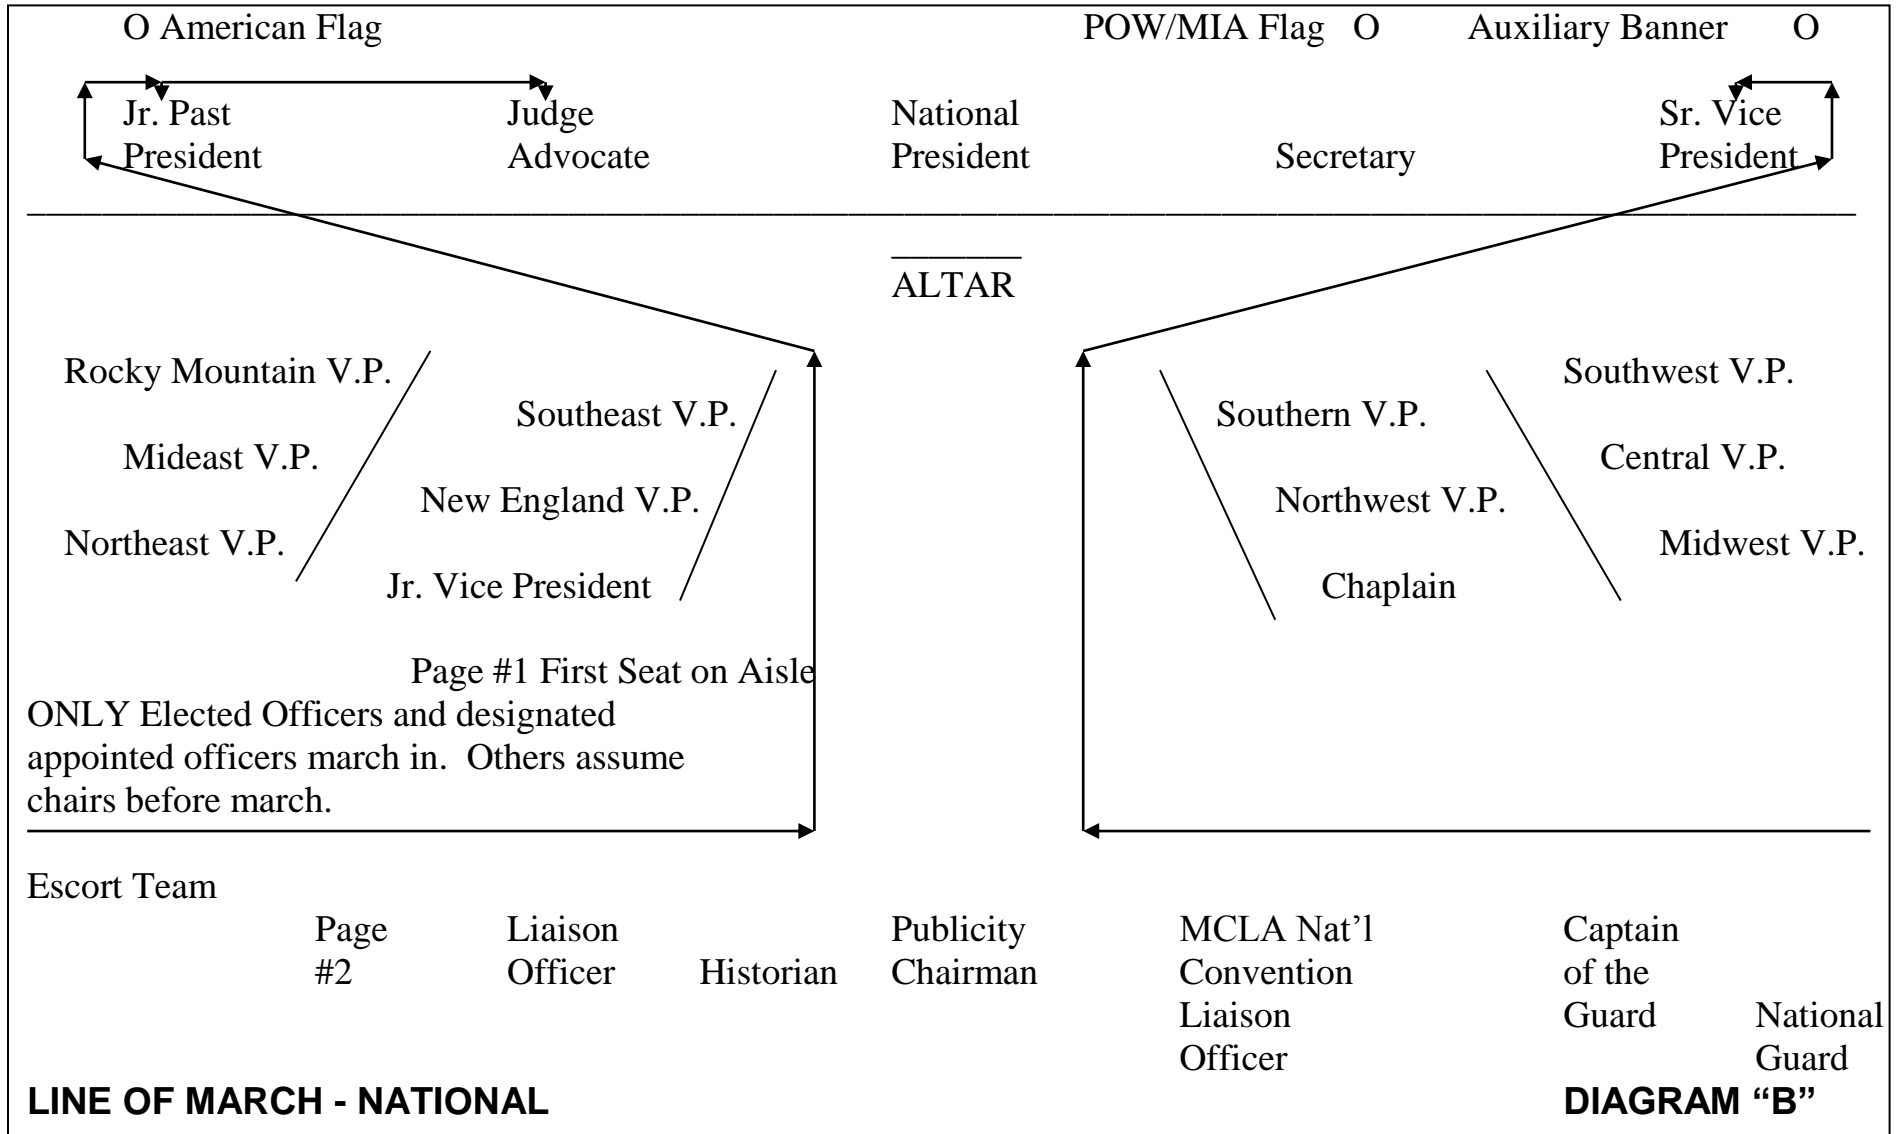 O American Flag POW/MIA Flag O Auxiliary Banner O
Jr. Past Judge National Sr. Vice
President Advocate President Secretary President
ALTAR
Rocky Mountain V.P. Southwest V.P.
Southeast V.P. Southern V.P.
Mideast V.P. Central V.P.
New England V.P. Northwest V.P.
Northeast V.P. Midwest V.P.
Jr. Vice President Chaplain
Page #1 First Seat on Aisle
ONLY Elected Officers and designated
appointed officers march in. Others assume
chairs before march.
Escort Team
Page Liaison Publicity MCLA Nat’l Captain
#2 Officer Historian Chairman Convention of the
Liaison Guard National
Officer Guard
LINE OF MARCH - NATIONAL DIAGRAM “B”